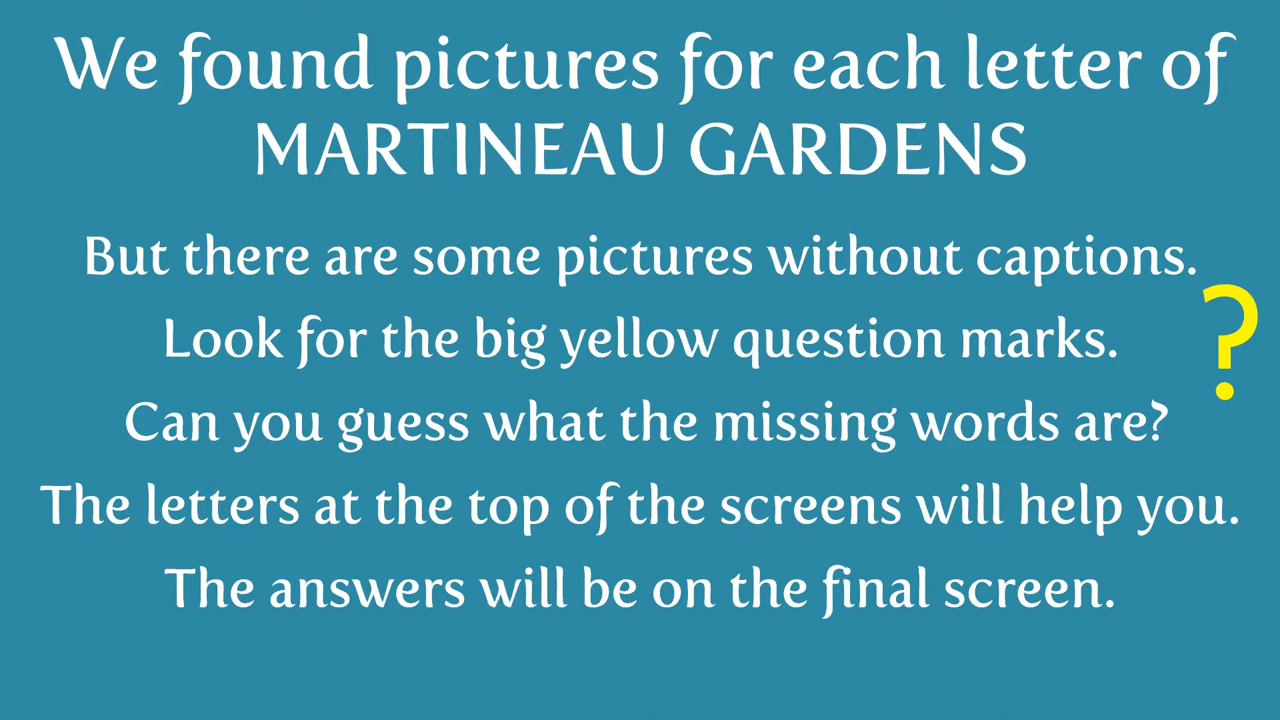 We found pictures for each letter of
MARTINEAU GARDENS
But there are some pictures without captions.
Look for the big yellow question marks.
?
Can you guess what the missing words are?
The letters at the top of the screens will help you.
The answers will be on the final screen.